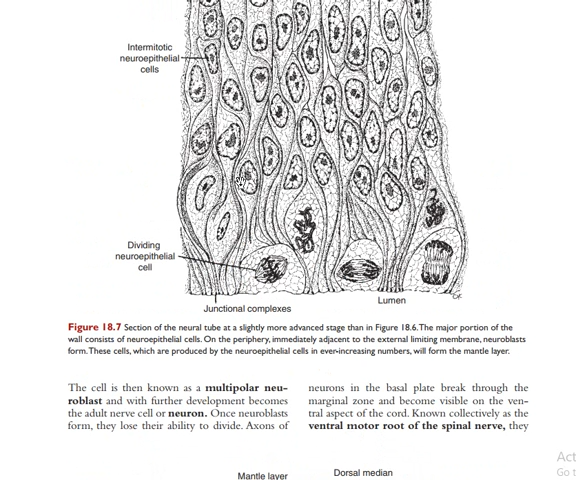 Intermitotic
neuroepithelial
cells
Dividing
neuroepithelial
cell
Junctional complexes
Lumen
Figure 18.7 Section of the neural tube at a slightly more advanced stage than in Figure 18.6. The major portion of the
wall consists of neuroepithelial cells. On the periphery, immediately adjacent to the external limiting membrane, neuroblasts
form. These cells, which are produced by the neuroepithelial cells in ever-increasing numbers, will form the mantle layer.
The cell is then known as a multipolar neu-
roblast and with further development becomes
the adult nerve cell or neuron. Once neuroblasts
form, they lose their ability to divide. Axons of
neurons in the basal plate break through the
marginal zone and become visible on the ven-
tral aspect of the cord. Known collectively as the
ventral motor root of the spinal nerve, they
Mantle layer
Dorsal median
Act
Go t